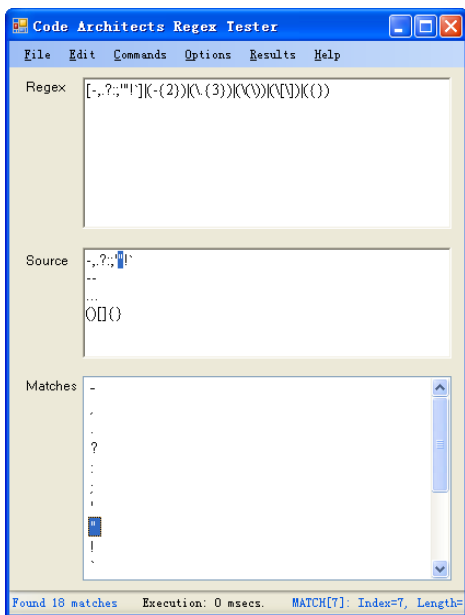 Code Architects Regex Tester
File Edit Commands Options Results Help
Regex
[-,.?:;'"!`]|(-{2})|(\.{3})|(\(\))|(\[\])|({})
Source
-,.?:;'"!`
--
...
()[]{}
Matches
-
,
.
?
:
;
'
"
!
`
Found 18 matches Execution: 0 msecs. MATCH[7]: Index=7, Length=